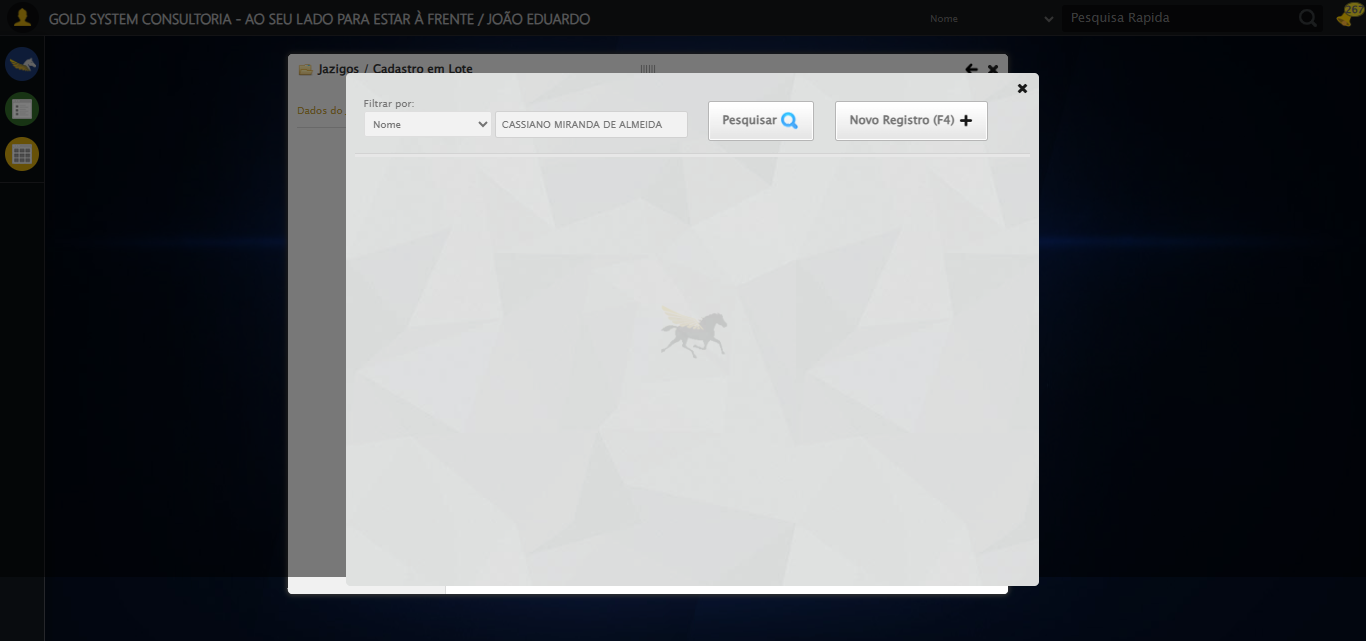 GOLD SYSTEM CONSULTORIA - AO SEU LADO PARA ESTAR À FRENTE / JOÃO EDUARDO
Nome
Pesquisa Rapida
267
Jazigos / Cadastro em Lote
Dados do
Filtrar por:
Nome
CASSIANO MIRANDA DE ALMEIDA
Pesquisar
Novo Registro (F4)